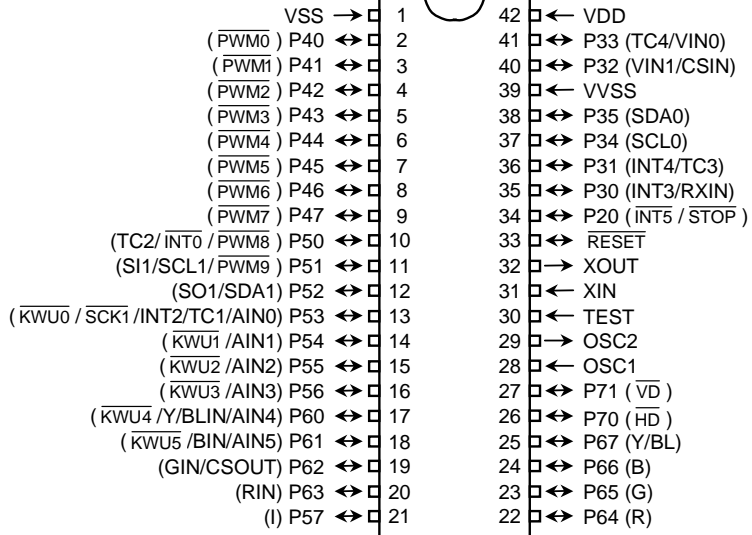 VSS 1 42 VDD
(PWM0) P40 2 41 P33 (TC4/VIN0)
(PWM1) P41 3 40 P32 (VIN1/CSIN)
(PWM2) P42 4 39 VVSS
(PWM3) P43 5 38 P35 (SDA0)
(PWM4) P44 6 37 P34 (SCL0)
(PWM5) P45 7 36 P31 (INT4/TC3)
(PWM6) P46 8 35 P30 (INT3/RXIN)
(PWM7) P47 9 34 P20 (INT5/STOP)
(TC2/INT0/PWM8) P50 10 33 RESET
(SI1/SCL1/PWM9) P51 11 32 XOUT
(SO1/SDA1) P52 12 31 XIN
(KWU0/SCK1/INT2/TC1/AIN0) P53 13 30 TEST
(KWU1/AIN1) P54 14 29 OSC2
(KWU2/AIN2) P55 15 28 OSC1
(KWU3/AIN3) P56 16 27 P71 (VD)
(KWU4/Y/BLIN/AIN4) P60 17 26 P70 (HD)
(KWU5/BIN/AIN5) P61 18 25 P67 (Y/BL)
(GIN/CSOUT) P62 19 24 P66 (B)
(RIN) P63 20 23 P65 (G)
(I) P57 21 22 P64 (R)